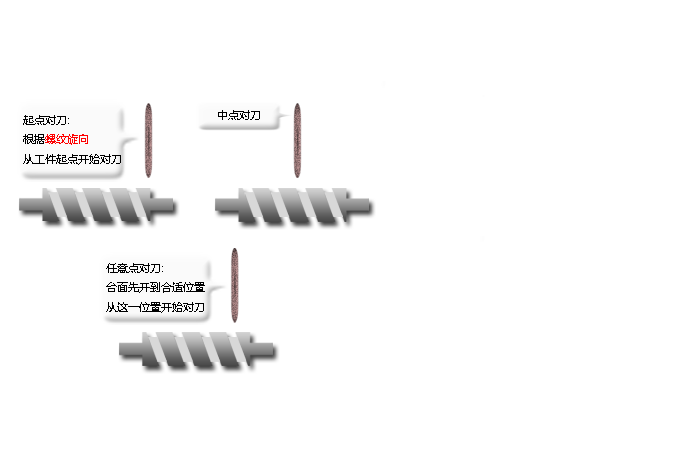 起点对刀:
根据螺纹旋向
从工件起点开始对刀
中点对刀
任意点对刀:
台面先开到合适位置
从这一位置开始对刀